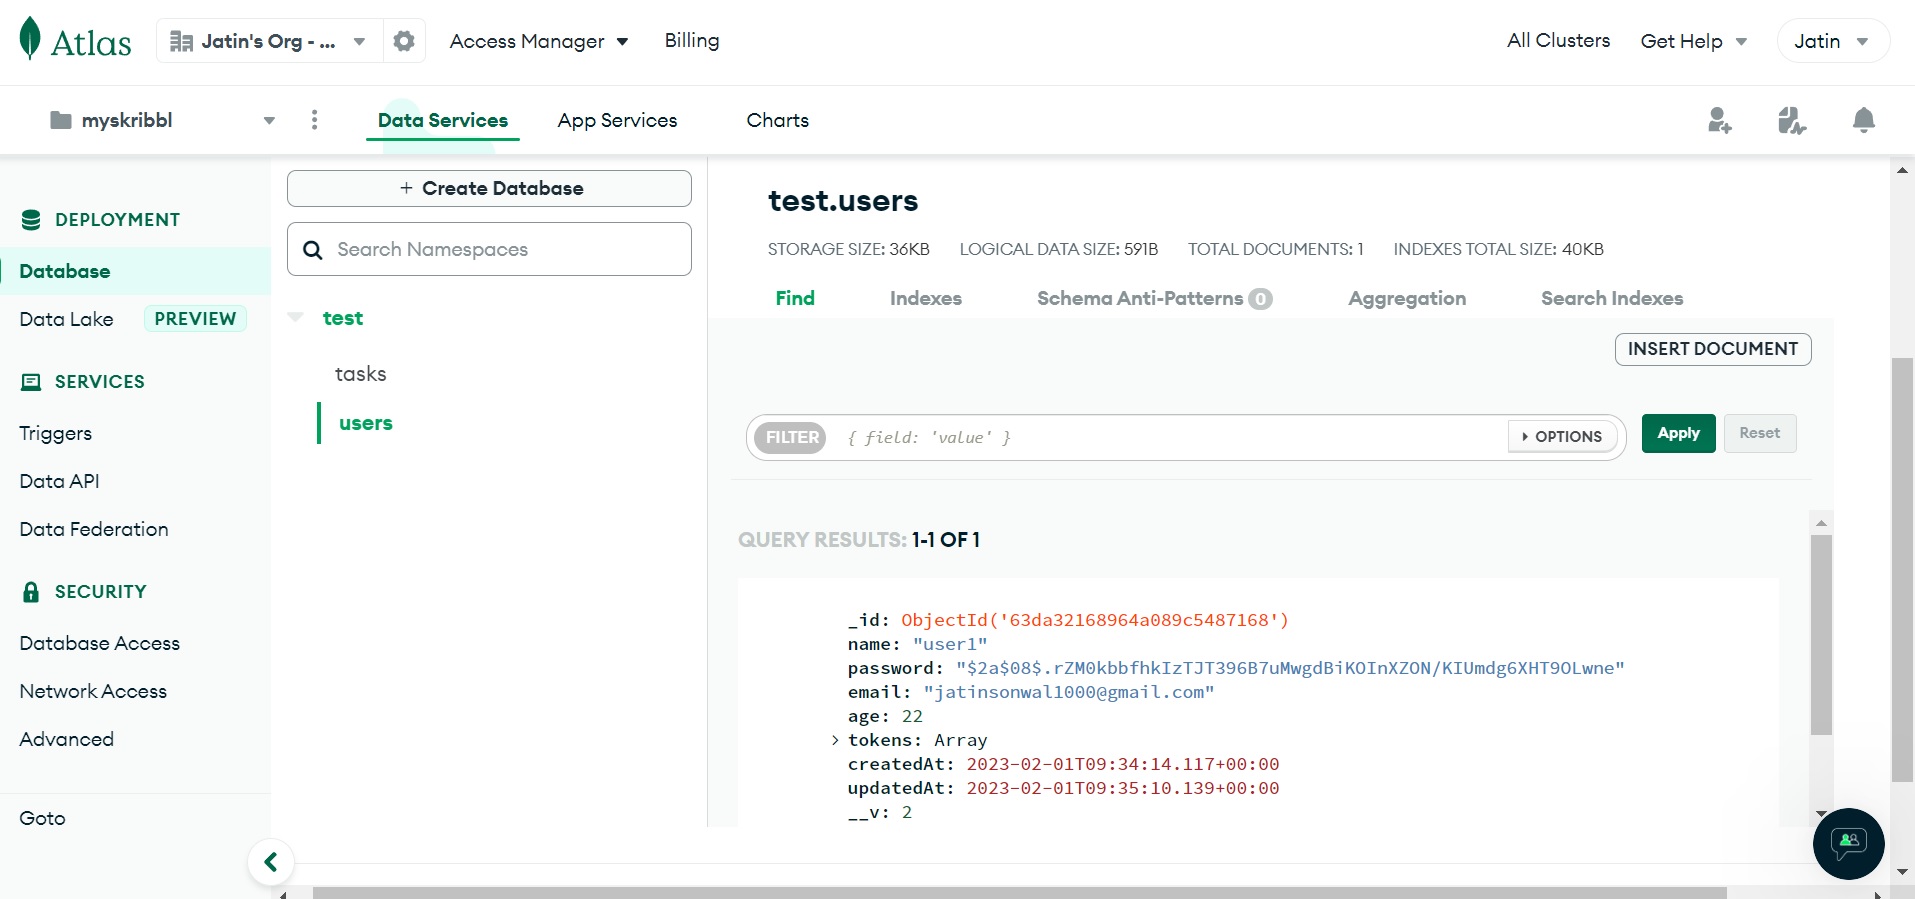 Atlas
Jatin's Org - ...
Access Manager
Billing
All Clusters
Get Help
Jatin
myskribbl
Data Services
App Services
Charts
DEPLOYMENT
Database
Data Lake PREVIEW
SERVICES
Triggers
Data API
Data Federation
SECURITY
Database Access
Network Access
Advanced
Goto
+ Create Database
Search Namespaces
test
tasks
users
test.users
STORAGE SIZE: 36KB LOGICAL DATA SIZE: 591B TOTAL DOCUMENTS: 1 INDEXES TOTAL SIZE: 40KB
Find Indexes Schema Anti-Patterns 0 Aggregation Search Indexes
INSERT DOCUMENT
FILTER { field: 'value' } OPTIONS Apply Reset
QUERY RESULTS: 1-1 OF 1
_id: ObjectId('63da32168964a089c5487168')
name: "user1"
password: "$2a$08$.rZM0kbbfhkIzTJT396B7uMwgdBiKOInXZON/KIUmdg6XHT9OLwne"
email: "jatinsonwal1000@gmail.com"
age: 22
tokens: Array
createdAt: 2023-02-01T09:34:14.117+00:00
updatedAt: 2023-02-01T09:35:10.139+00:00
__v: 2